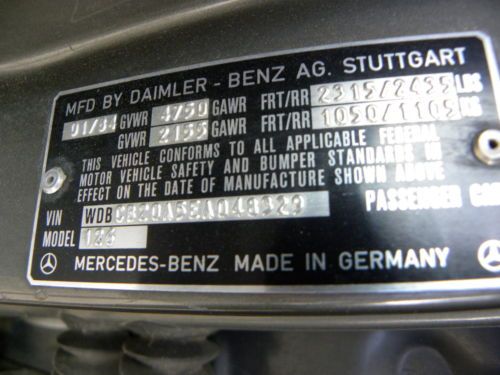 MFD BY DAIMLER - BENZ AG. STUTTGART
01/84 GVWR 4750 GAWR FRT/RR 2315/2435 LBS
GVWR 2155 GAWR FRT/RR 1050/1105 KG
THIS VEHICLE CONFORMS TO ALL APPLICABLE FEDERAL
MOTOR VEHICLE SAFETY AND BUMPER STANDARDS IN
EFFECT ON THE DATE OF MANUFACTURE SHOWN ABOVE
PASSENGER
VIN WDB
MODEL
MERCEDES-BENZ MADE IN GERMANY